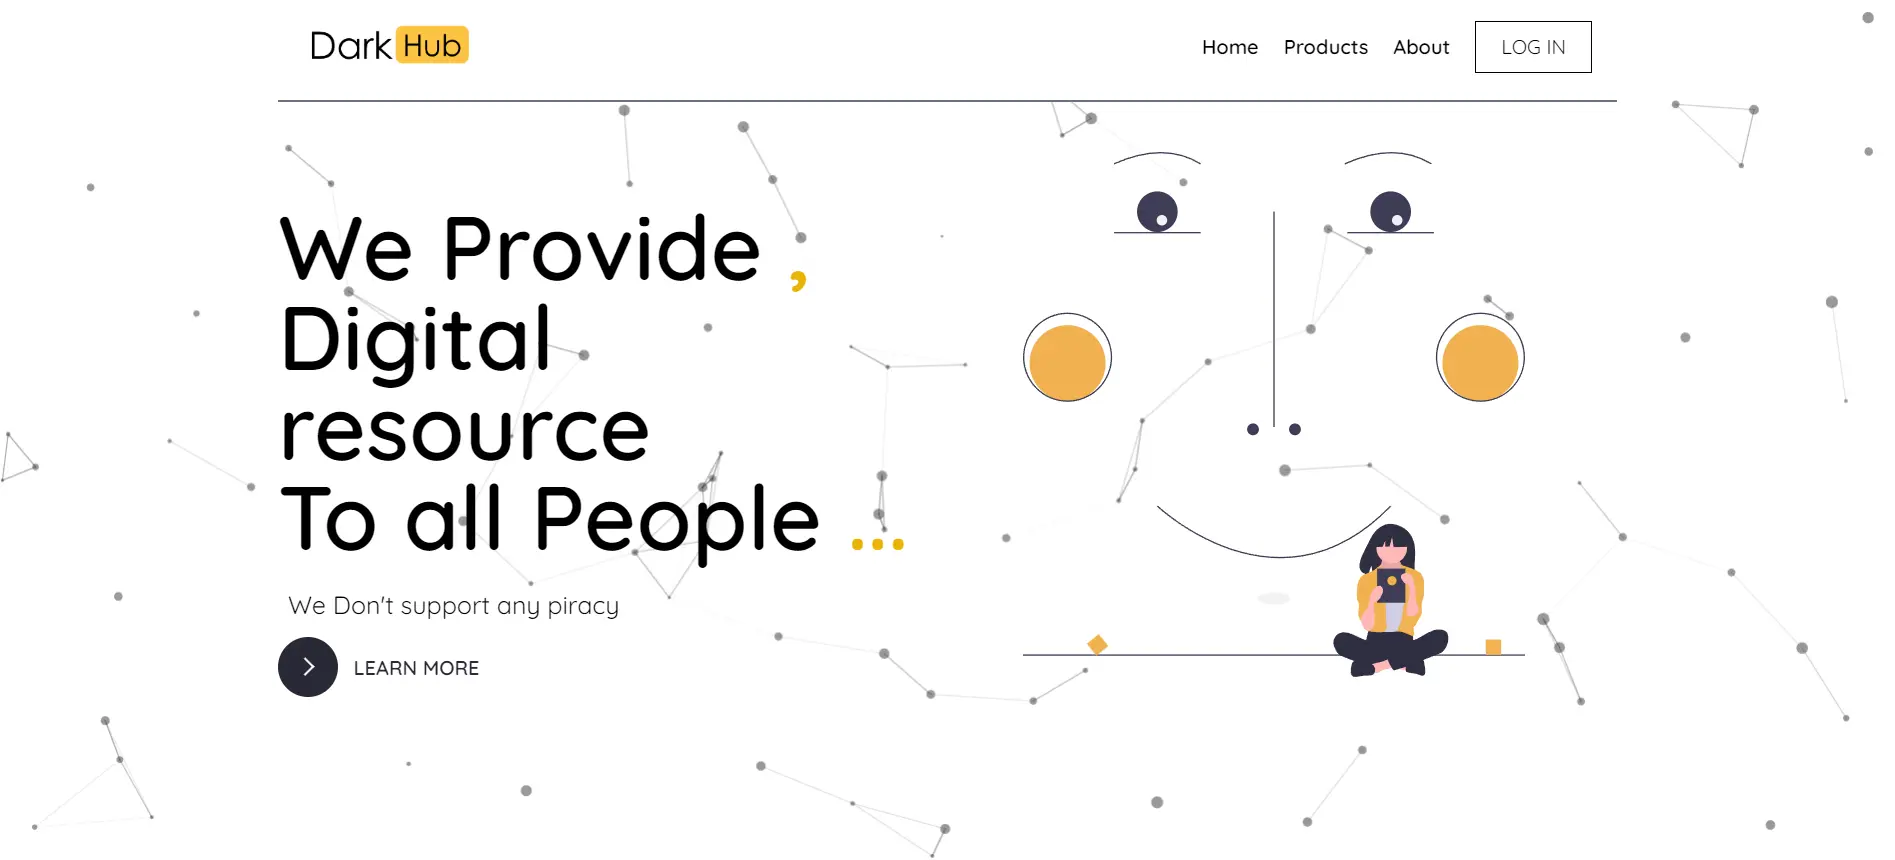 Dark Hub
Home Products About LOG IN
We Provide ,
Digital
resource
To all People ...
We Don't support any piracy
LEARN MORE